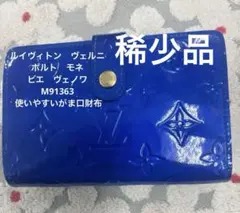 稀少品
ルイヴィトン ヴェルニ
ポルト モネ
ビエ ヴェノワ
M91363
使いやすいがま口財布